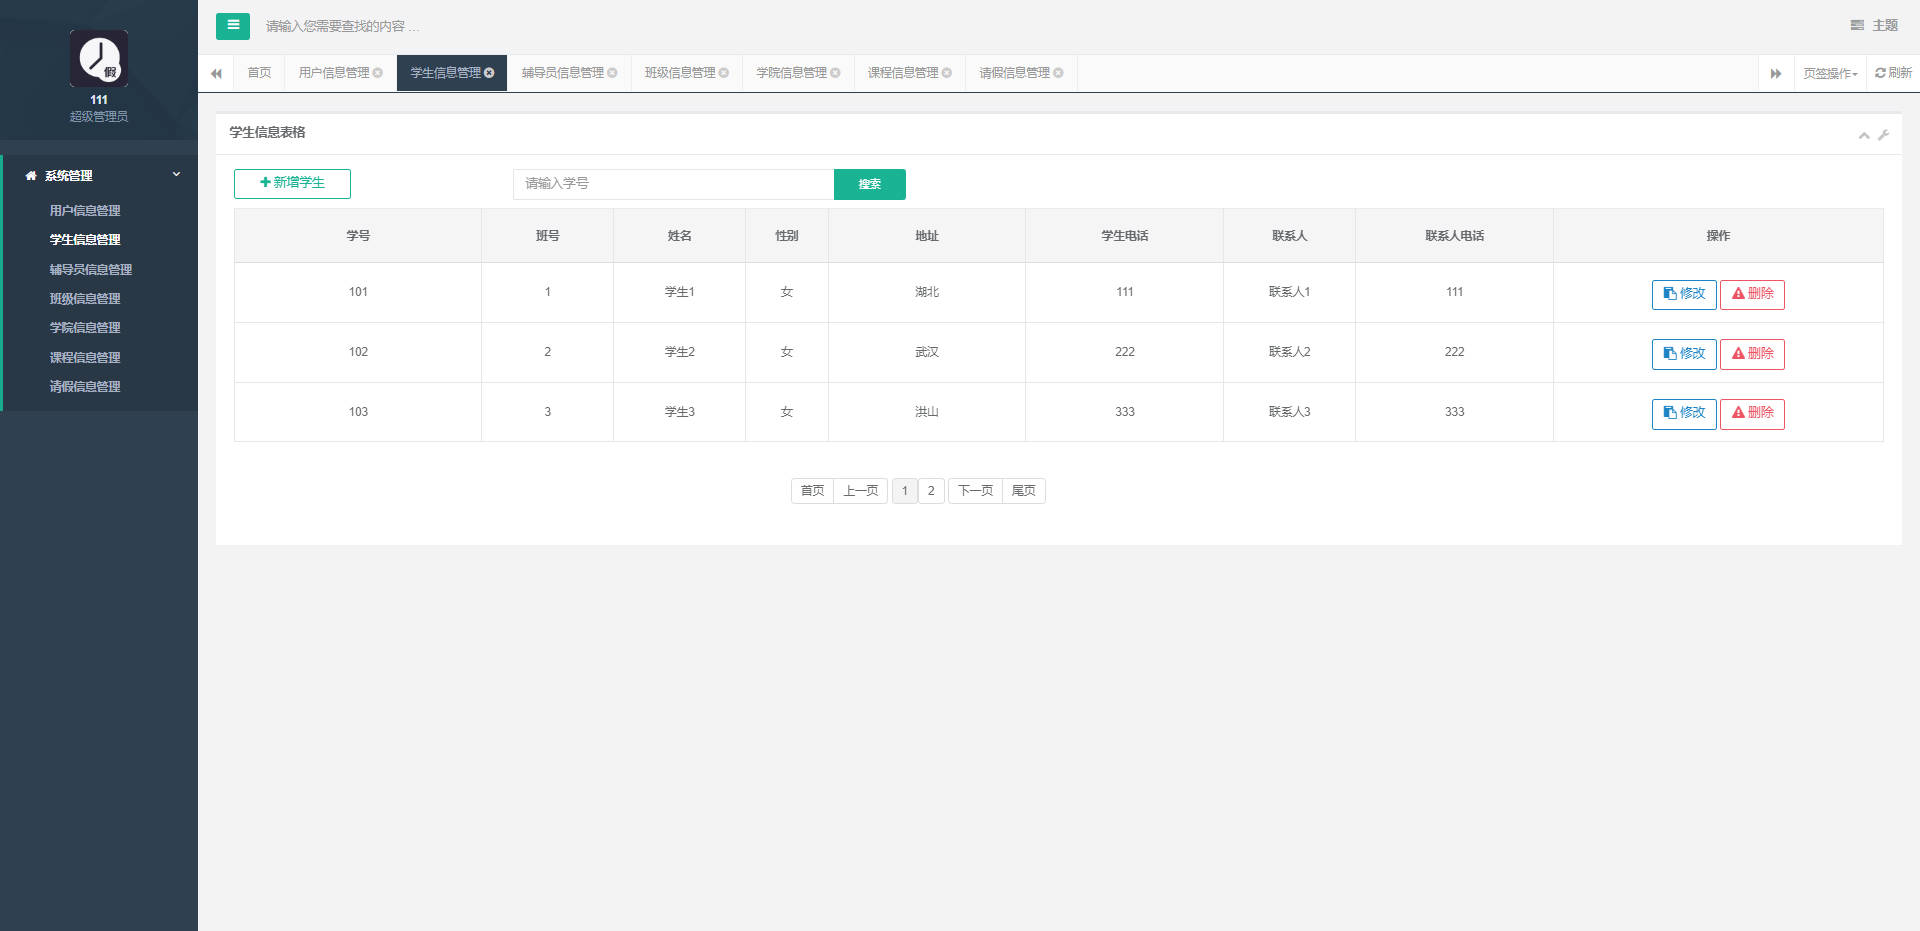 假
111
超级管理员
系统管理
用户信息管理
学生信息管理
辅导员信息管理
班级信息管理
学院信息管理
课程信息管理
请假信息管理
请输入您需要查找的内容 … 主题
首页 用户信息管理 学生信息管理 辅导员信息管理 班级信息管理 学院信息管理 课程信息管理 请假信息管理 页签操作 刷新
学生信息表格
新增学生 请输入学号 搜索
学号 班号 姓名 性别 地址 学生电话 联系人 联系人电话 操作
101 1 学生1 女 湖北 111 联系人1 111 修改 删除
102 2 学生2 女 武汉 222 联系人2 222 修改 删除
103 3 学生3 女 洪山 333 联系人3 333 修改 删除
首页 上一页 1 2 下一页 尾页